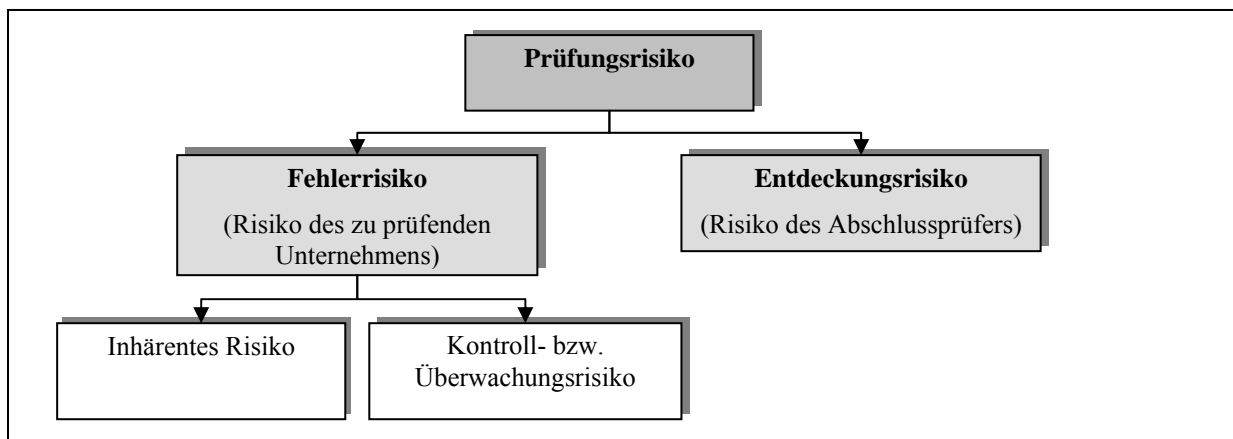 Prüfungsrisiko
Fehlerrisiko
(Risiko des zu prüfenden
Unternehmens)
Entdeckungsrisiko
(Risiko des Abschlussprüfers)
Inhärentes Risiko
Kontroll- bzw.
Überwachungsrisiko